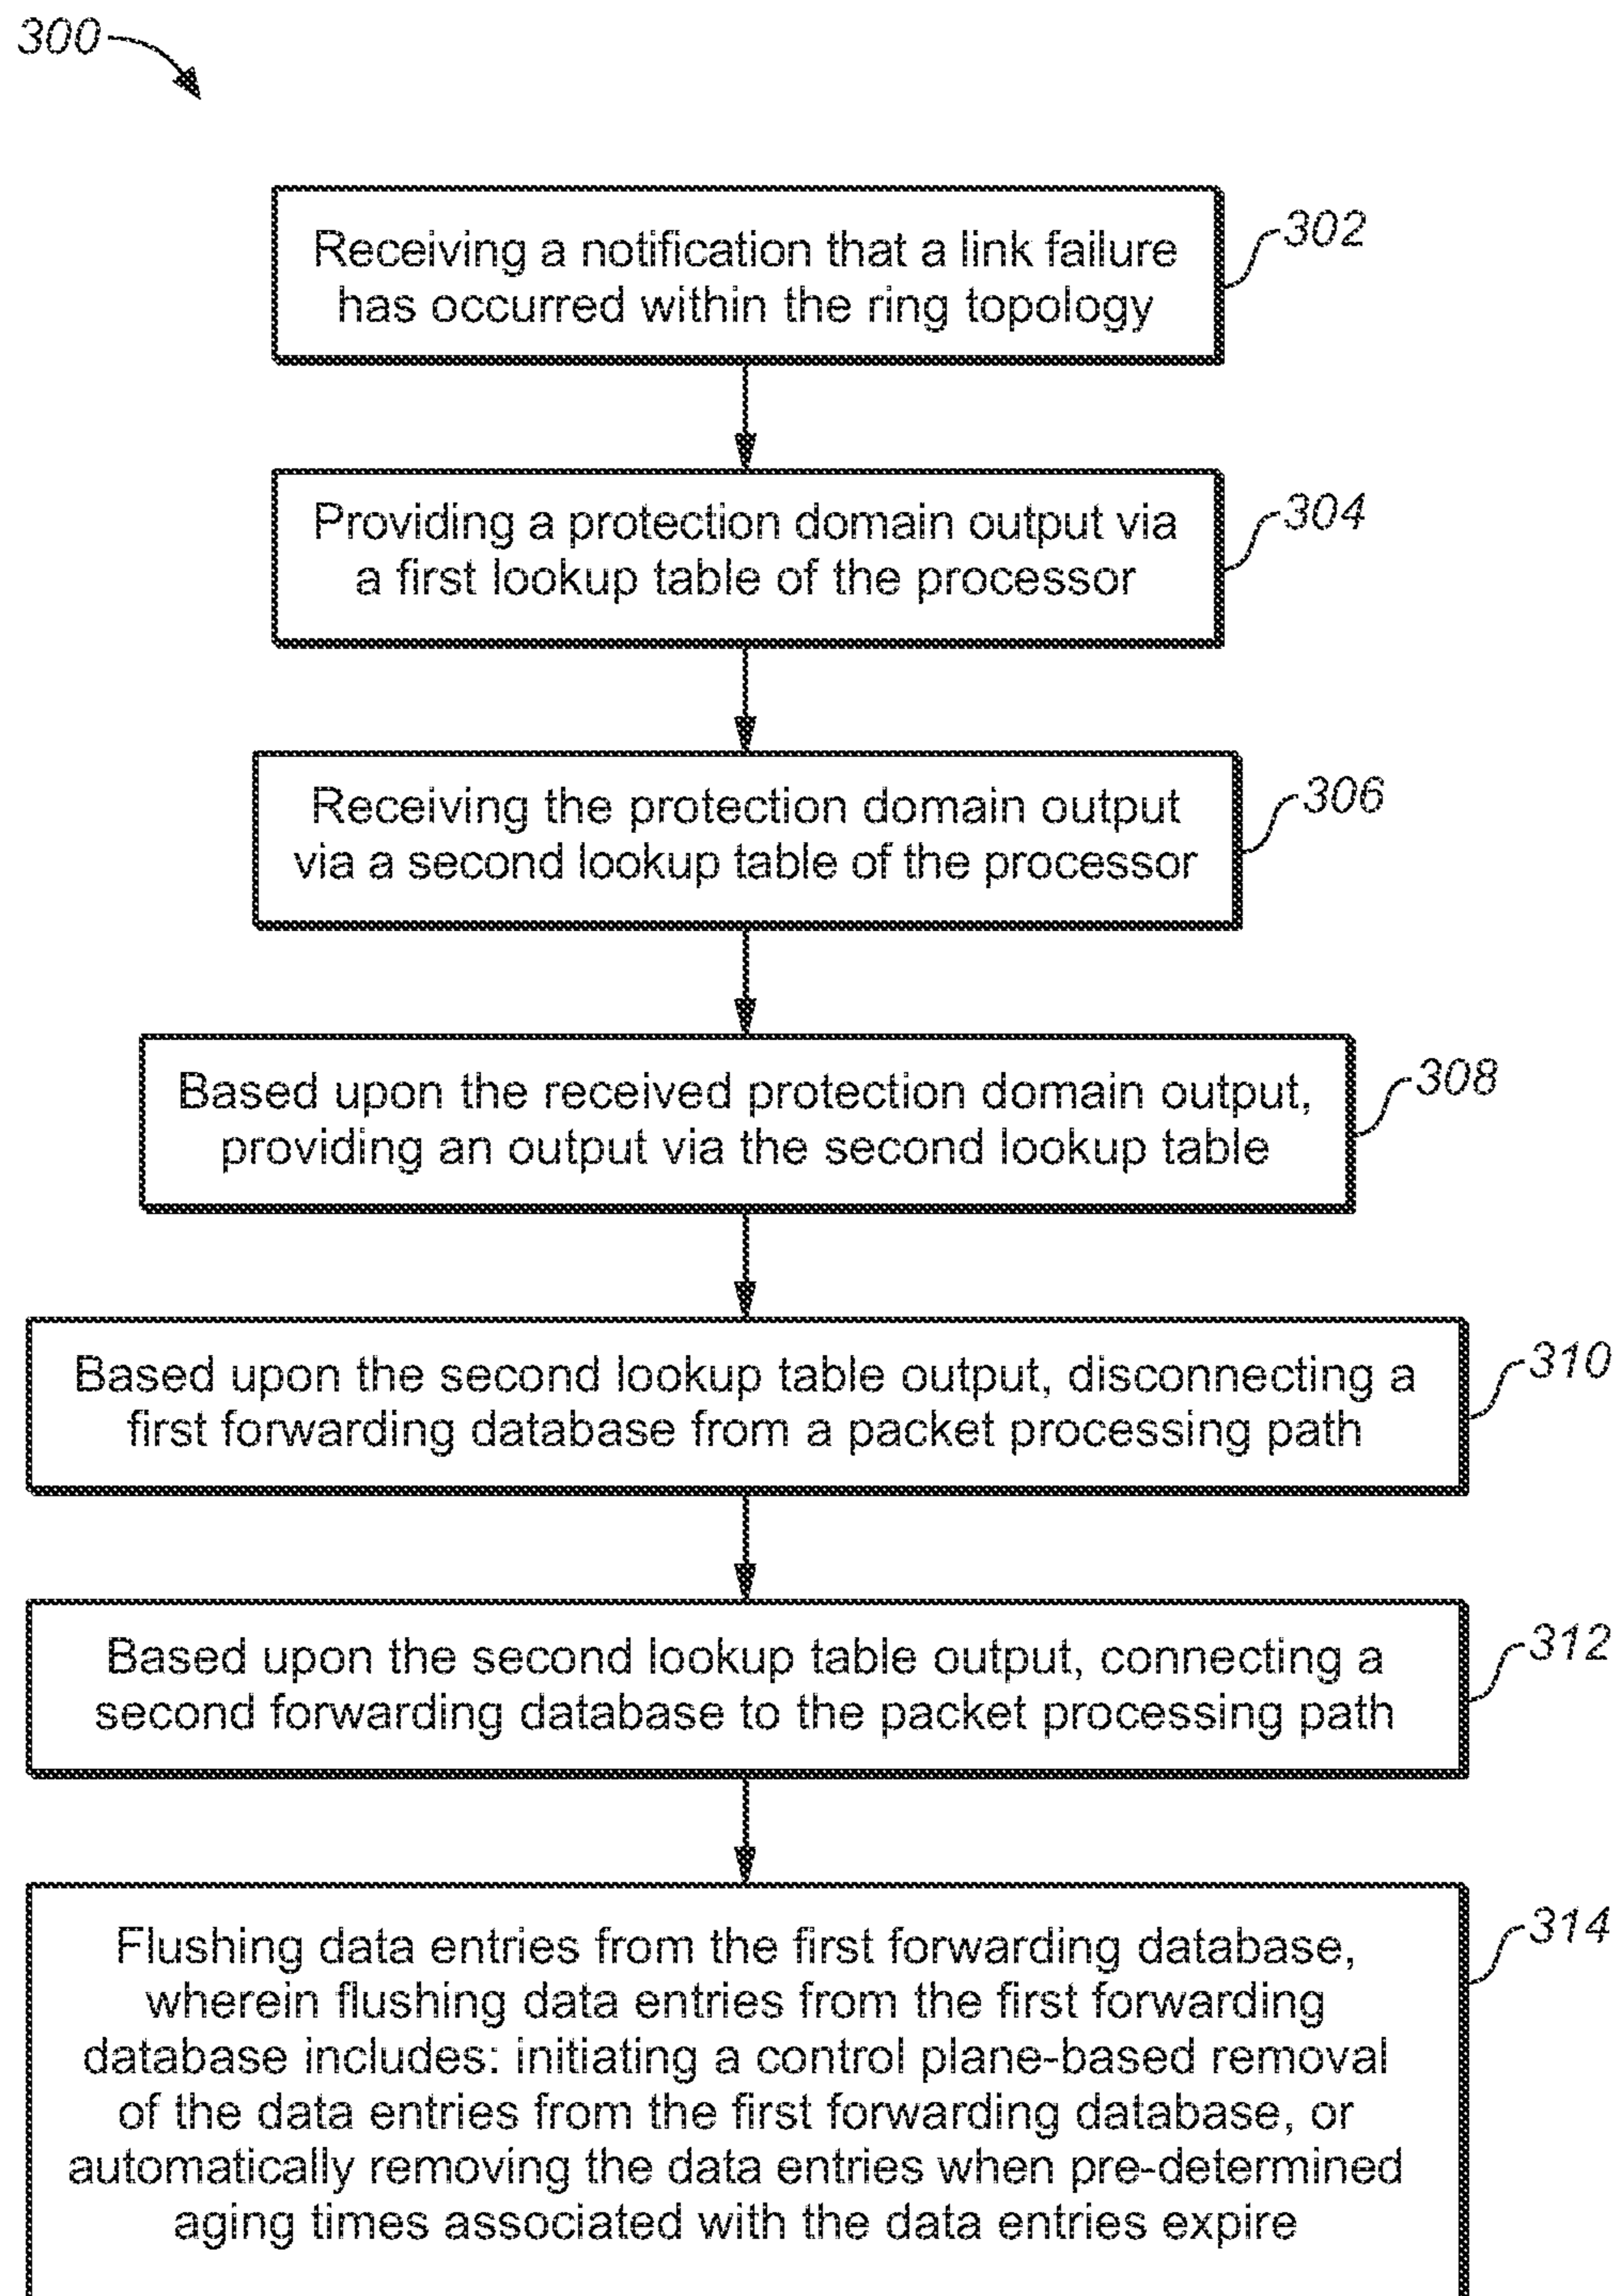 300
Receiving a notification that a link failure
has occurred within the ring topology
302
Providing a protection domain output via
a first lookup table of the processor
304
Receiving the protection domain output
via a second lookup table of the processor
306
Based upon the received protection domain output,
providing an output via the second lookup table
308
Based upon the second lookup table output, disconnecting a
first forwarding database from a packet processing path
310
Based upon the second lookup table output, connecting a
second forwarding database to the packet processing path
312
Flushing data entries from the first forwarding database,
wherein flushing data entries from the first forwarding
database includes: initiating a control plane-based removal
of the data entries from the first forwarding database, or
automatically removing the data entries when pre-determined
aging times associated with the data entries expire
314